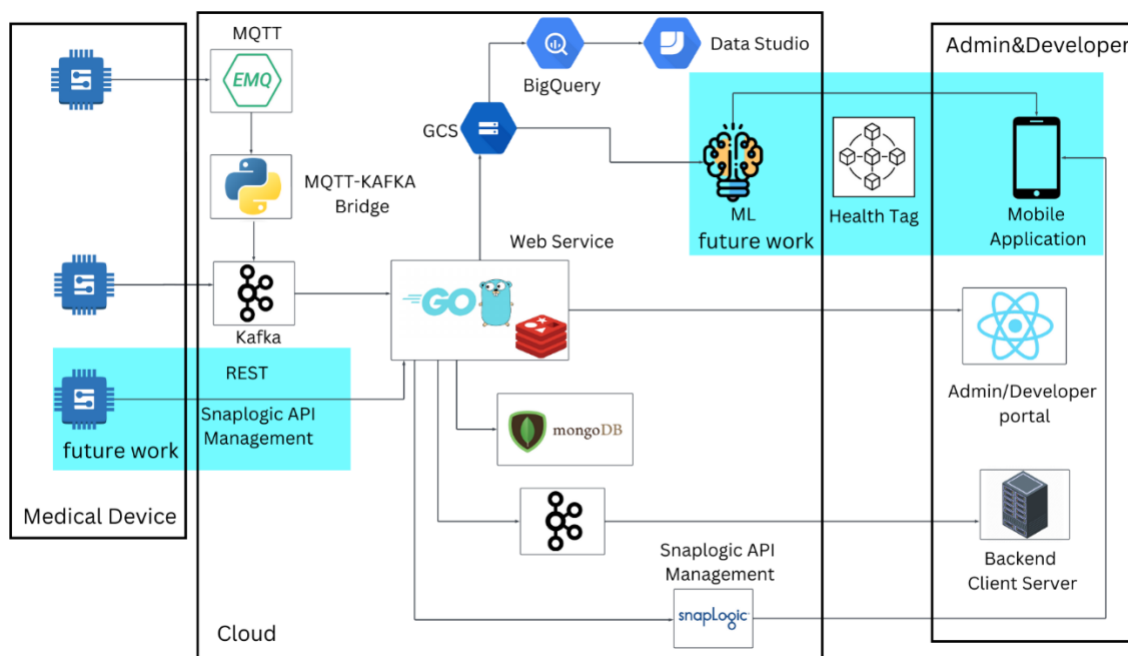 MQTT
EMQ
MQTT-KAFKA
Bridge
Kafka
REST
Snaplogic API
Management
future work
Medical Device
Cloud
GCS
BigQuery
Data Studio
Web Service
GO
mongoDB
Snaplogic API
Management
snapLogic
ML
future work
Health Tag
Admin&Developer
Mobile
Application
Admin/Developer
portal
Backend
Client Server